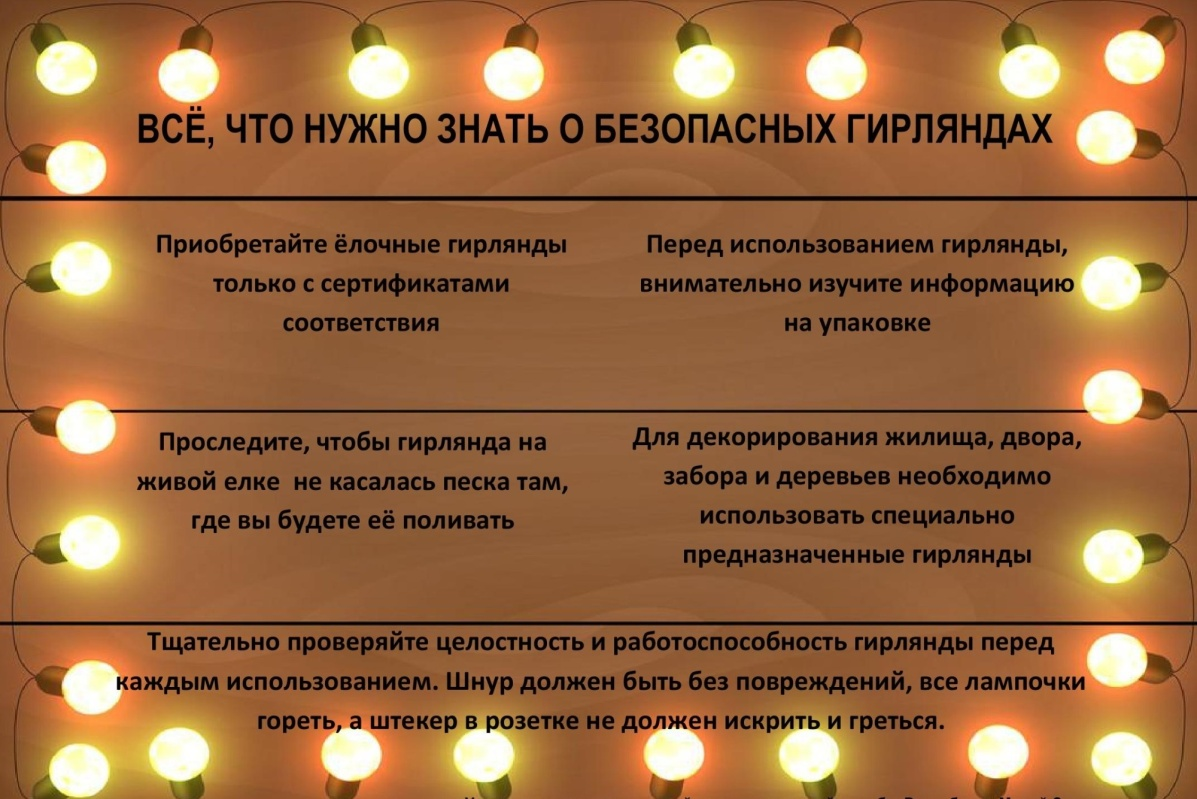 ВСЁ, ЧТО НУЖНО ЗНАТЬ О БЕЗОПАСНЫХ ГИРЛЯНДАХ
Приобретайте ёлочные гирлянды
только с сертификатами
соответствия
Перед использованием гирлянды,
внимательно изучите информацию
на упаковке
Проследите, чтобы гирлянда на
живой елке  не касалась песка там,
где вы будете её поливать
Для декорирования жилища, двора,
забора и деревьев необходимо
использовать специально
предназначенные гирлянды
Тщательно проверяйте целостность и работоспособность гирлянды перед
каждым использованием. Шнур должен быть без повреждений, все лампочки
гореть, а штекер в розетке не должен искрить и греться.